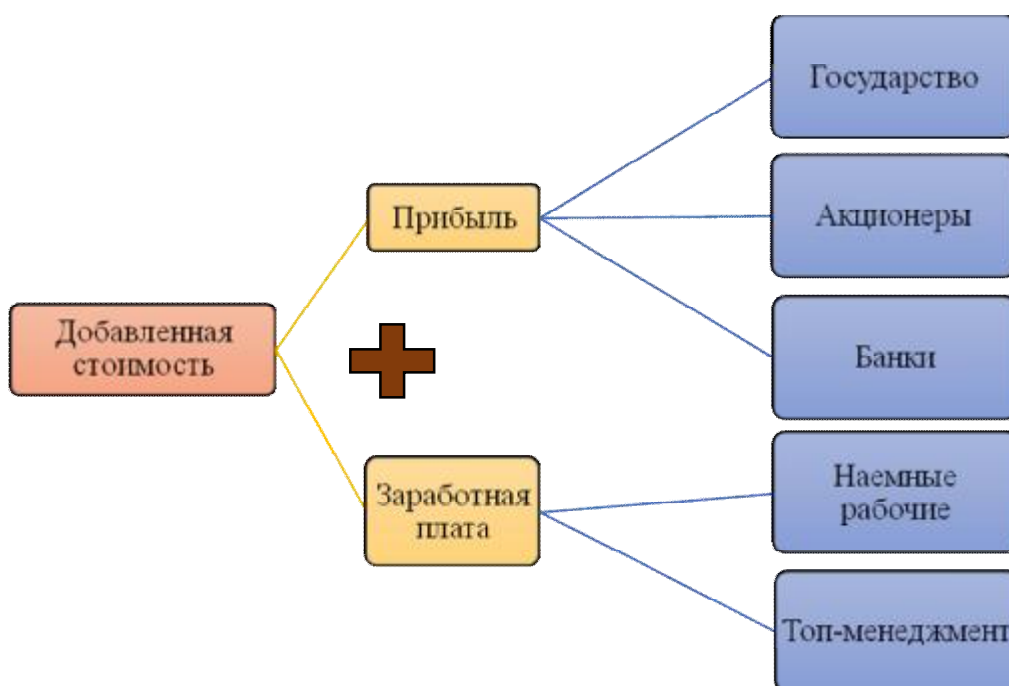 Государство
Прибыль
Акционеры
Добавленная
стоимость
Банки
Заработная
плата
Наемные
рабочие
Топ-менеджмент